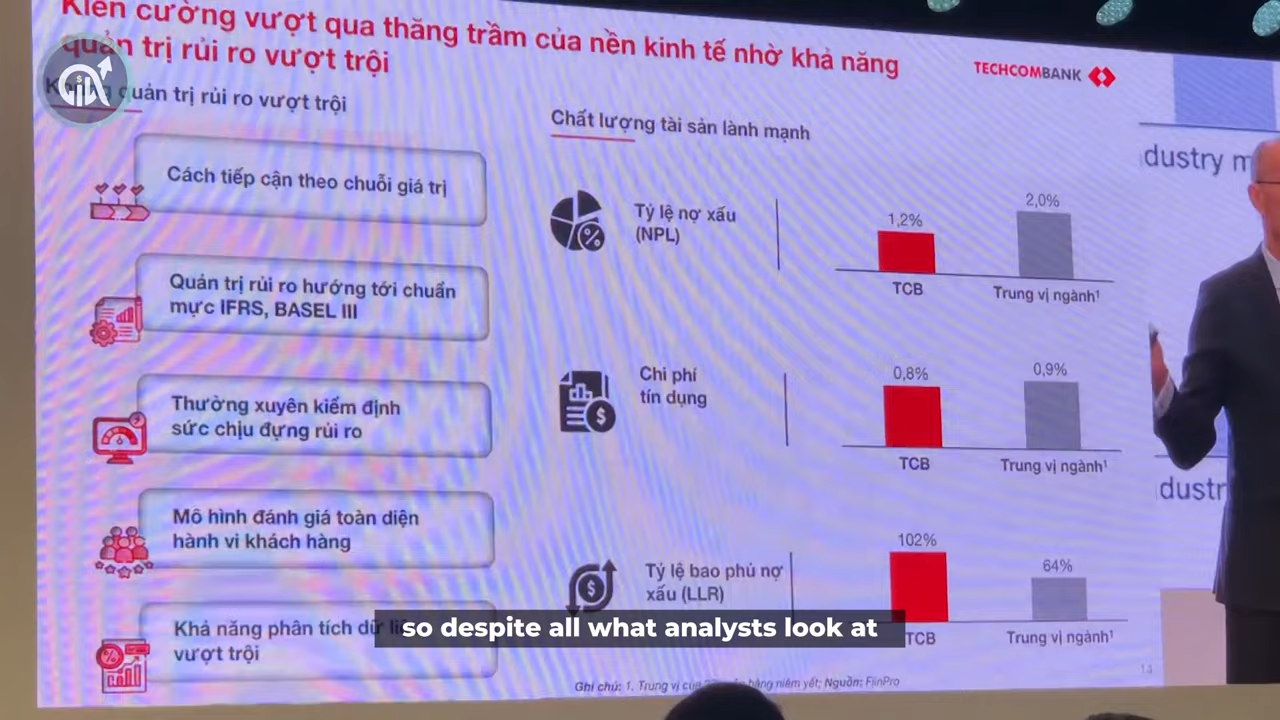 Kiên cường vượt qua thăng trầm của nền kinh tế nhờ khả năng
quản trị rủi ro vượt trội
TECHCOMBANK
quản trị rủi ro vượt trội
Cách tiếp cận theo chuỗi giá trị
Quản trị rủi ro hướng tới chuẩn
mực IFRS, BASEL III
Thường xuyên kiểm định
sức chịu đựng rủi ro
Mô hình đánh giá toàn diện
hành vi khách hàng
Khả năng phân tích
vượt trội
Chất lượng tài sản lành mạnh
Tỷ lệ nợ xấu
(NPL)
1,2%
2,0%
TCB
Trung vị ngành¹
Chi phí
tín dụng
0,8%
0,9%
TCB
Trung vị ngành¹
Tỷ lệ bao phủ nợ
xấu (LLR)
102%
64%
TCB
Trung vị ngành¹
Ghi chú: 1. Trung vị hàng niêm yết; Nguồn: FiinPro
dustry m
dustr
so despite all what analysts look at